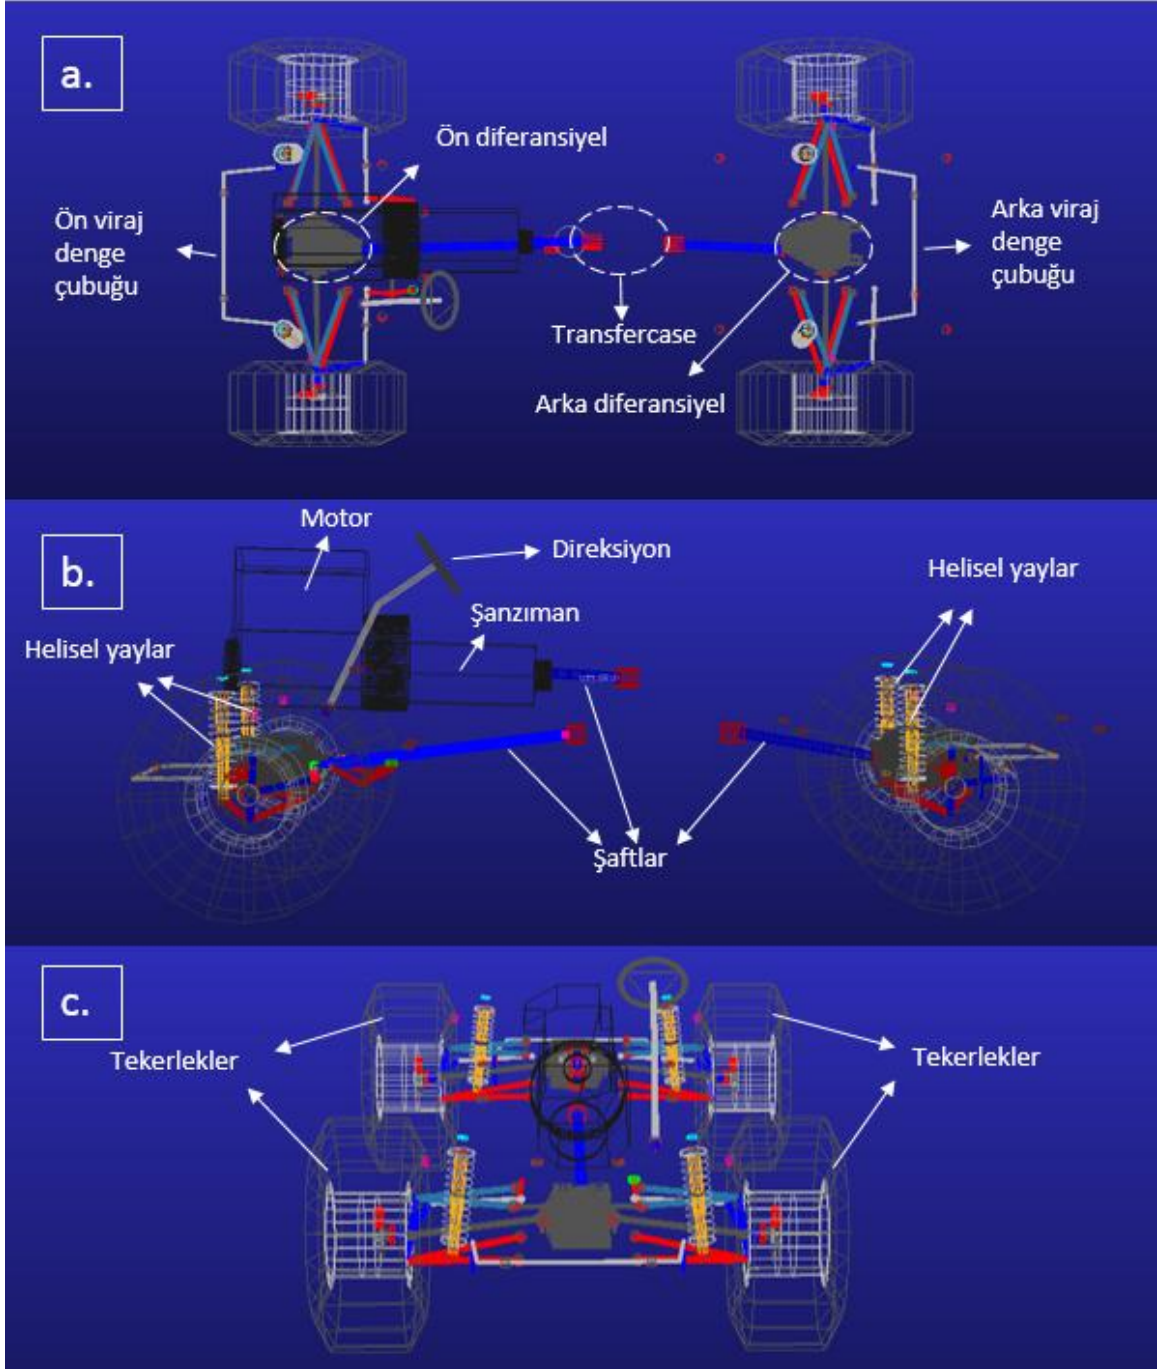 a.
Ön diferansiyel
Ön viraj
denge
çubuğu
Arka viraj
denge
çubuğu
Transfercase
Arka diferansiyel
b.
Motor
Direksiyon
Helisel yaylar
Şanzıman
Helisel yaylar
Şaftlar
c.
Tekerlekler
Tekerlekler